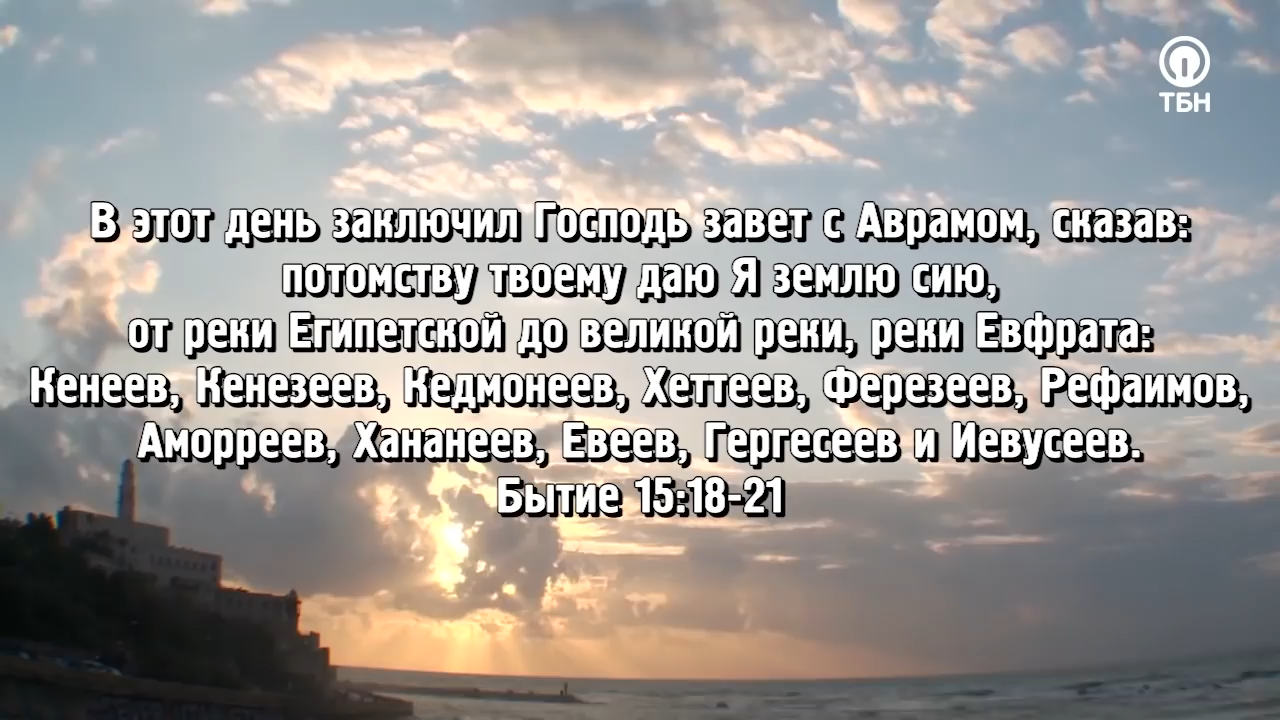 ТБН
В этот день заключил Господь завет с Аврамом, сказав:
потомству твоему даю Я землю сию,
от реки Египетской до великой реки, реки Евфрата:
Кенеев, Кенезеев, Кедмонеев, Хеттеев, Ферезеев, Рефаимов,
Аморреев, Хананеев, Евеев, Гергесеев и Иевусеев.
Бытие 15:18-21